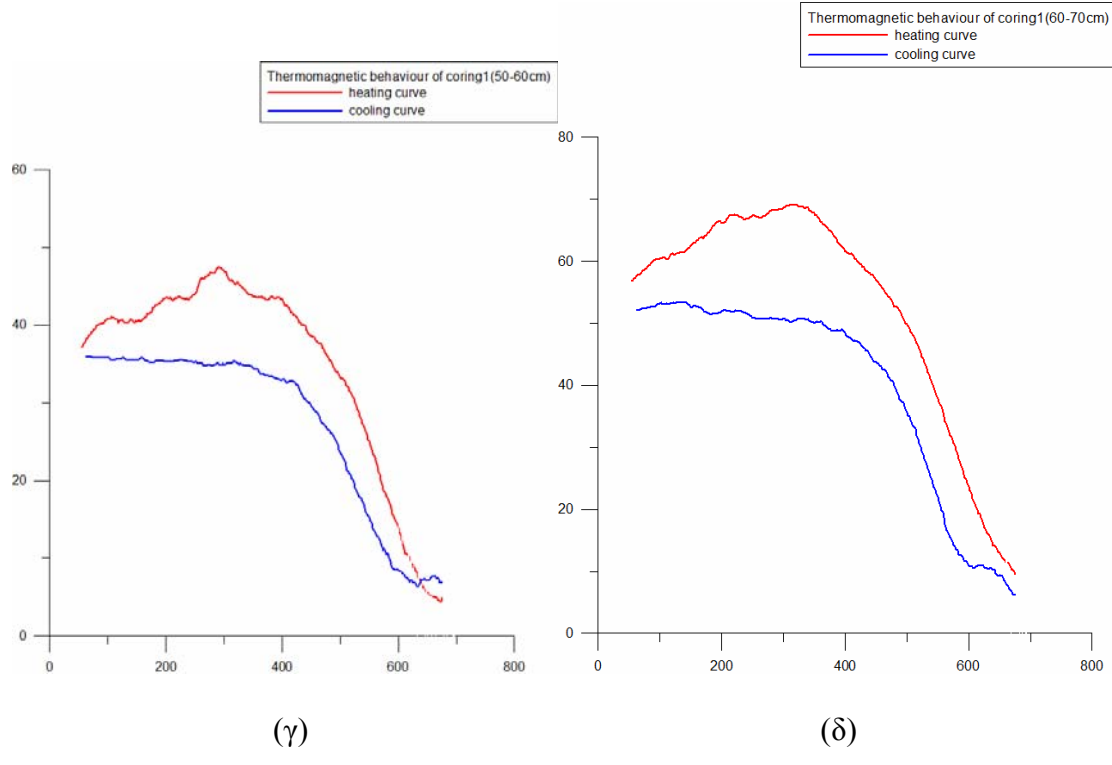 Thermomagnetic behaviour of coring1(50-60cm)
heating curve
cooling curve
60
40
20
0
0 200 400 600 800
(γ)
Thermomagnetic behaviour of coring1(60-70cm)
heating curve
cooling curve
80
60
40
20
0
0 200 400 600 800
(δ)